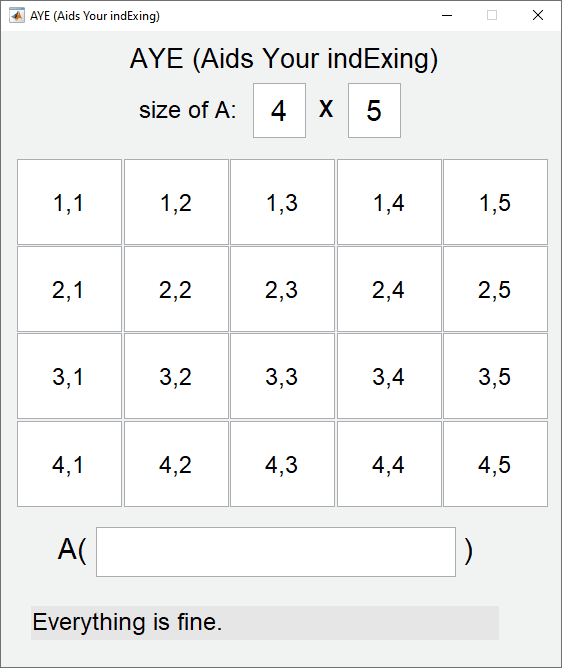 AYE (Aids Your indExing)
AYE (Aids Your indExing)
size of A: 4 X 5
1,1 1,2 1,3 1,4 1,5
2,1 2,2 2,3 2,4 2,5
3,1 3,2 3,3 3,4 3,5
4,1 4,2 4,3 4,4 4,5
A( )
Everything is fine.